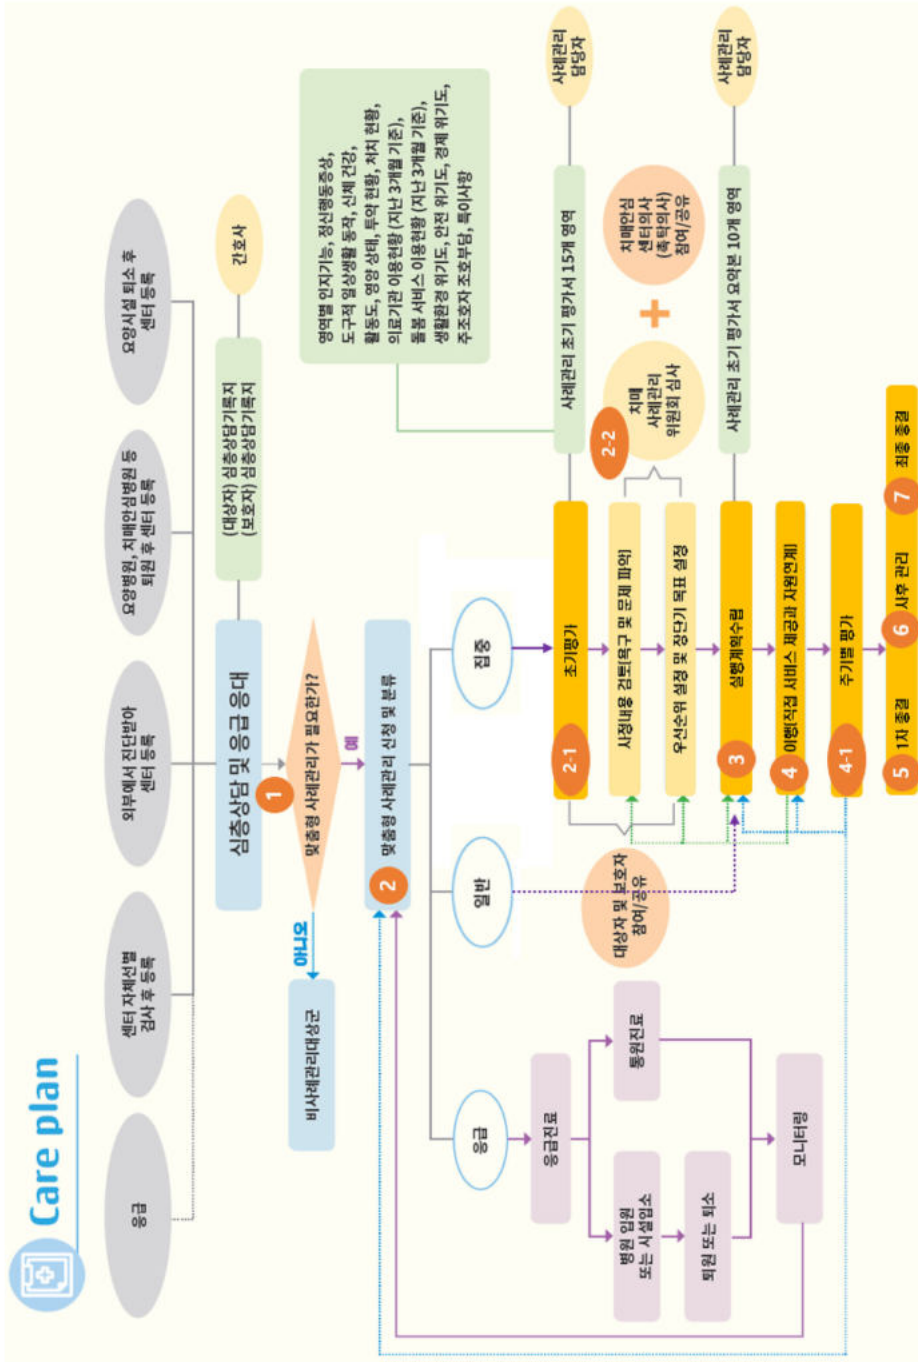 Care plan
응급
센터 자체선별
검사 후 등록
외부에서 진단받아
센터 등록
요양병원, 치매안심병원 등
퇴원 후 센터 등록
요양시설 퇴소 후
센터 등록
심층상담 및 응급 응대
(대상자) 심층상담기록지
(보호자) 심층상담기록지
간호사
1
맞춤형 사례관리가 필요한가?
아니오
예
비사례관리대상군
2
맞춤형 사례관리 신청 및 분류
응급
일반
집중
영역별 인지기능, 정신행동증상,
도구적 일상생활 동작, 신체 건강,
활동도, 영양 상태, 투약 현황, 처치 현황,
의료기관 이용현황 (지난 3개월 기준),
돌봄 서비스 이용현황 (지난 3개월 기준),
생활환경 위기도, 안전 위기도, 경제 위기도,
주조호자 조호부담, 특이사항
응급진료
병원 입원
또는 시설입소
통원진료
퇴원 또는 퇴소
모니터링
2-1
초기평가
사례관리 초기 평가서 15개 영역
사례관리
담당자
사정내용 검토(욕구 및 문제 파악)
우선순위 설정 및 장단기 목표 설정
대상자 및 보호자
참여/공유
2-2
치매
사례관리
위원회 심사
치매안심
센터의사
(촉탁의사)
참여/공유
3
실행계획수립
사례관리 초기 평가서 요약본 10개 영역
사례관리
담당자
4
이행(직접 서비스 제공과 자원연계)
4-1
주기별 평가
5
1차 종결
6
사후 관리
7
최종 종결